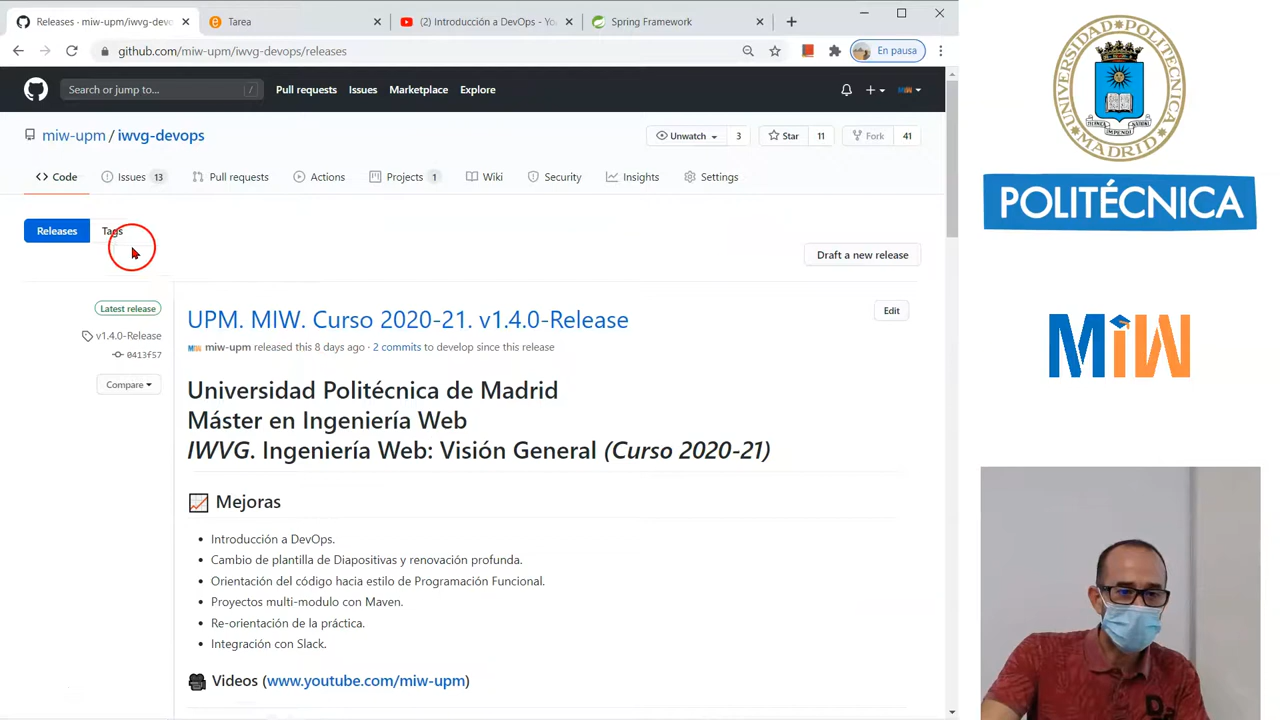 Releases · miw-upm/iwvg-devo
Tarea
(2) Introducción a DevOps - Yo
Spring Framework
github.com/miw-upm/iwvg-devops/releases
En pausa
Search or jump to...
/
Pull requests
Issues
Marketplace
Explore
miw-upm / iwvg-devops
Unwatch
3
Star
11
Fork
41
Code
Issues 13
Pull requests
Actions
Projects 1
Wiki
Security
Insights
Settings
Releases
Tags
Draft a new release
Latest release
v1.4.0-Release
0413f57
Compare
UPM. MIW. Curso 2020-21. v1.4.0-Release
Edit
miw-upm released this 8 days ago · 2 commits to develop since this release
Universidad Politécnica de Madrid
Máster en Ingeniería Web
IWVG. Ingeniería Web: Visión General (Curso 2020-21)
Mejoras
Introducción a DevOps.
Cambio de plantilla de Diapositivas y renovación profunda.
Orientación del código hacia estilo de Programación Funcional.
Proyectos multi-modulo con Maven.
Re-orientación de la práctica.
Integración con Slack.
Videos (www.youtube.com/miw-upm)
UNIVERSIDAD POLITÉCNICA DE MADRID
POLITÉCNICA
MiW